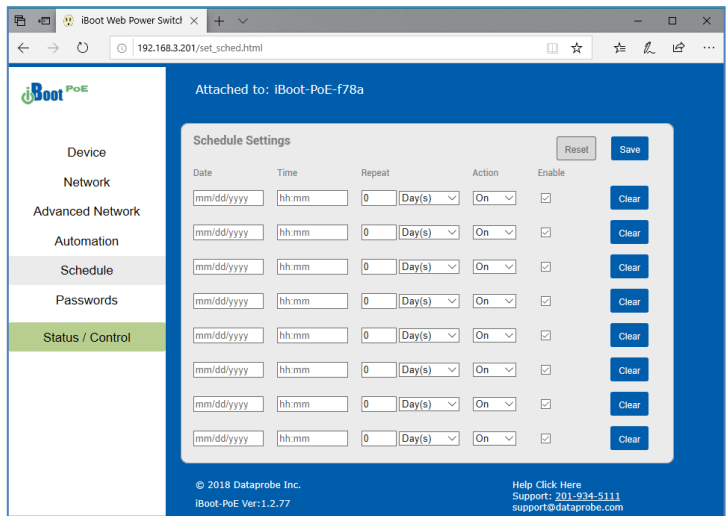 iBoot Web Power Switch
192.168.3.201/set_sched.html
iBoot PoE
Attached to: iBoot-PoE-f78a
Device
Network
Advanced Network
Automation
Schedule
Passwords
Status / Control
Schedule Settings
Reset
Save
Date Time Repeat Action Enable
mm/dd/yyyy hh:mm 0 Day(s) On Clear
mm/dd/yyyy hh:mm 0 Day(s) On Clear
mm/dd/yyyy hh:mm 0 Day(s) On Clear
mm/dd/yyyy hh:mm 0 Day(s) On Clear
mm/dd/yyyy hh:mm 0 Day(s) On Clear
mm/dd/yyyy hh:mm 0 Day(s) On Clear
mm/dd/yyyy hh:mm 0 Day(s) On Clear
mm/dd/yyyy hh:mm 0 Day(s) On Clear
© 2018 Dataprobe Inc.
iBoot-PoE Ver:1.2.77
Help Click Here
Support: 201-934-5111
support@dataprobe.com